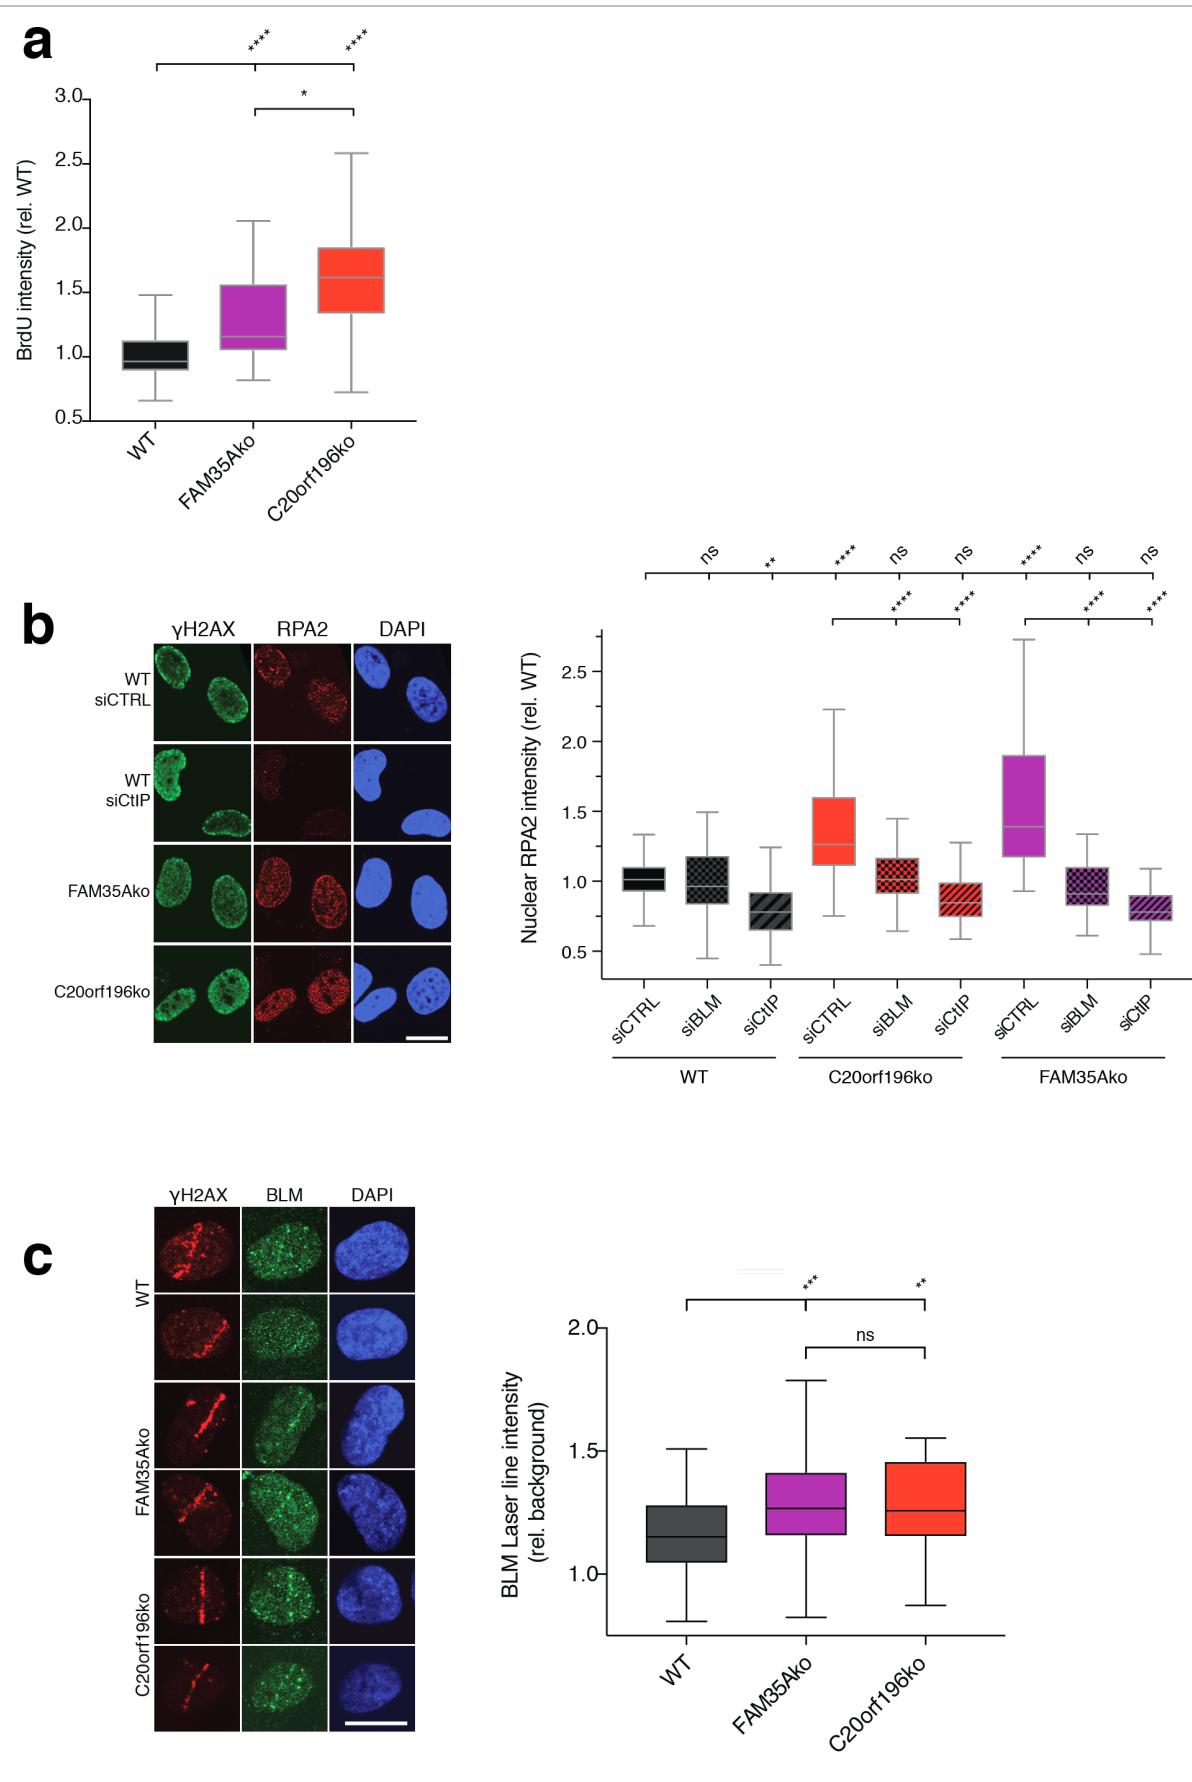 a
**** ****
*
3.0
2.5
2.0
1.5
1.0
0.5
BrdU intensity (rel. WT)
WT
FAM35Ako
C20orf196ko
b
γH2AX RPA2 DAPI
WT
siCTRL
WT
siCtIP
FAM35Ako
C20orf196ko
ns ** **** ns ns **** ns ns
**** **** **** ****
2.5
2.0
1.5
1.0
0.5
Nuclear RPA2 intensity (rel. WT)
siCTRL siBLM siCtIP siCTRL siBLM siCtIP siCTRL siBLM siCtIP
WT C20orf196ko FAM35Ako
c
γH2AX BLM DAPI
WT
FAM35Ako
C20orf196ko
*** **
ns
2.0
1.5
1.0
BLM Laser line intensity
(rel. background)
WT
FAM35Ako
C20orf196ko